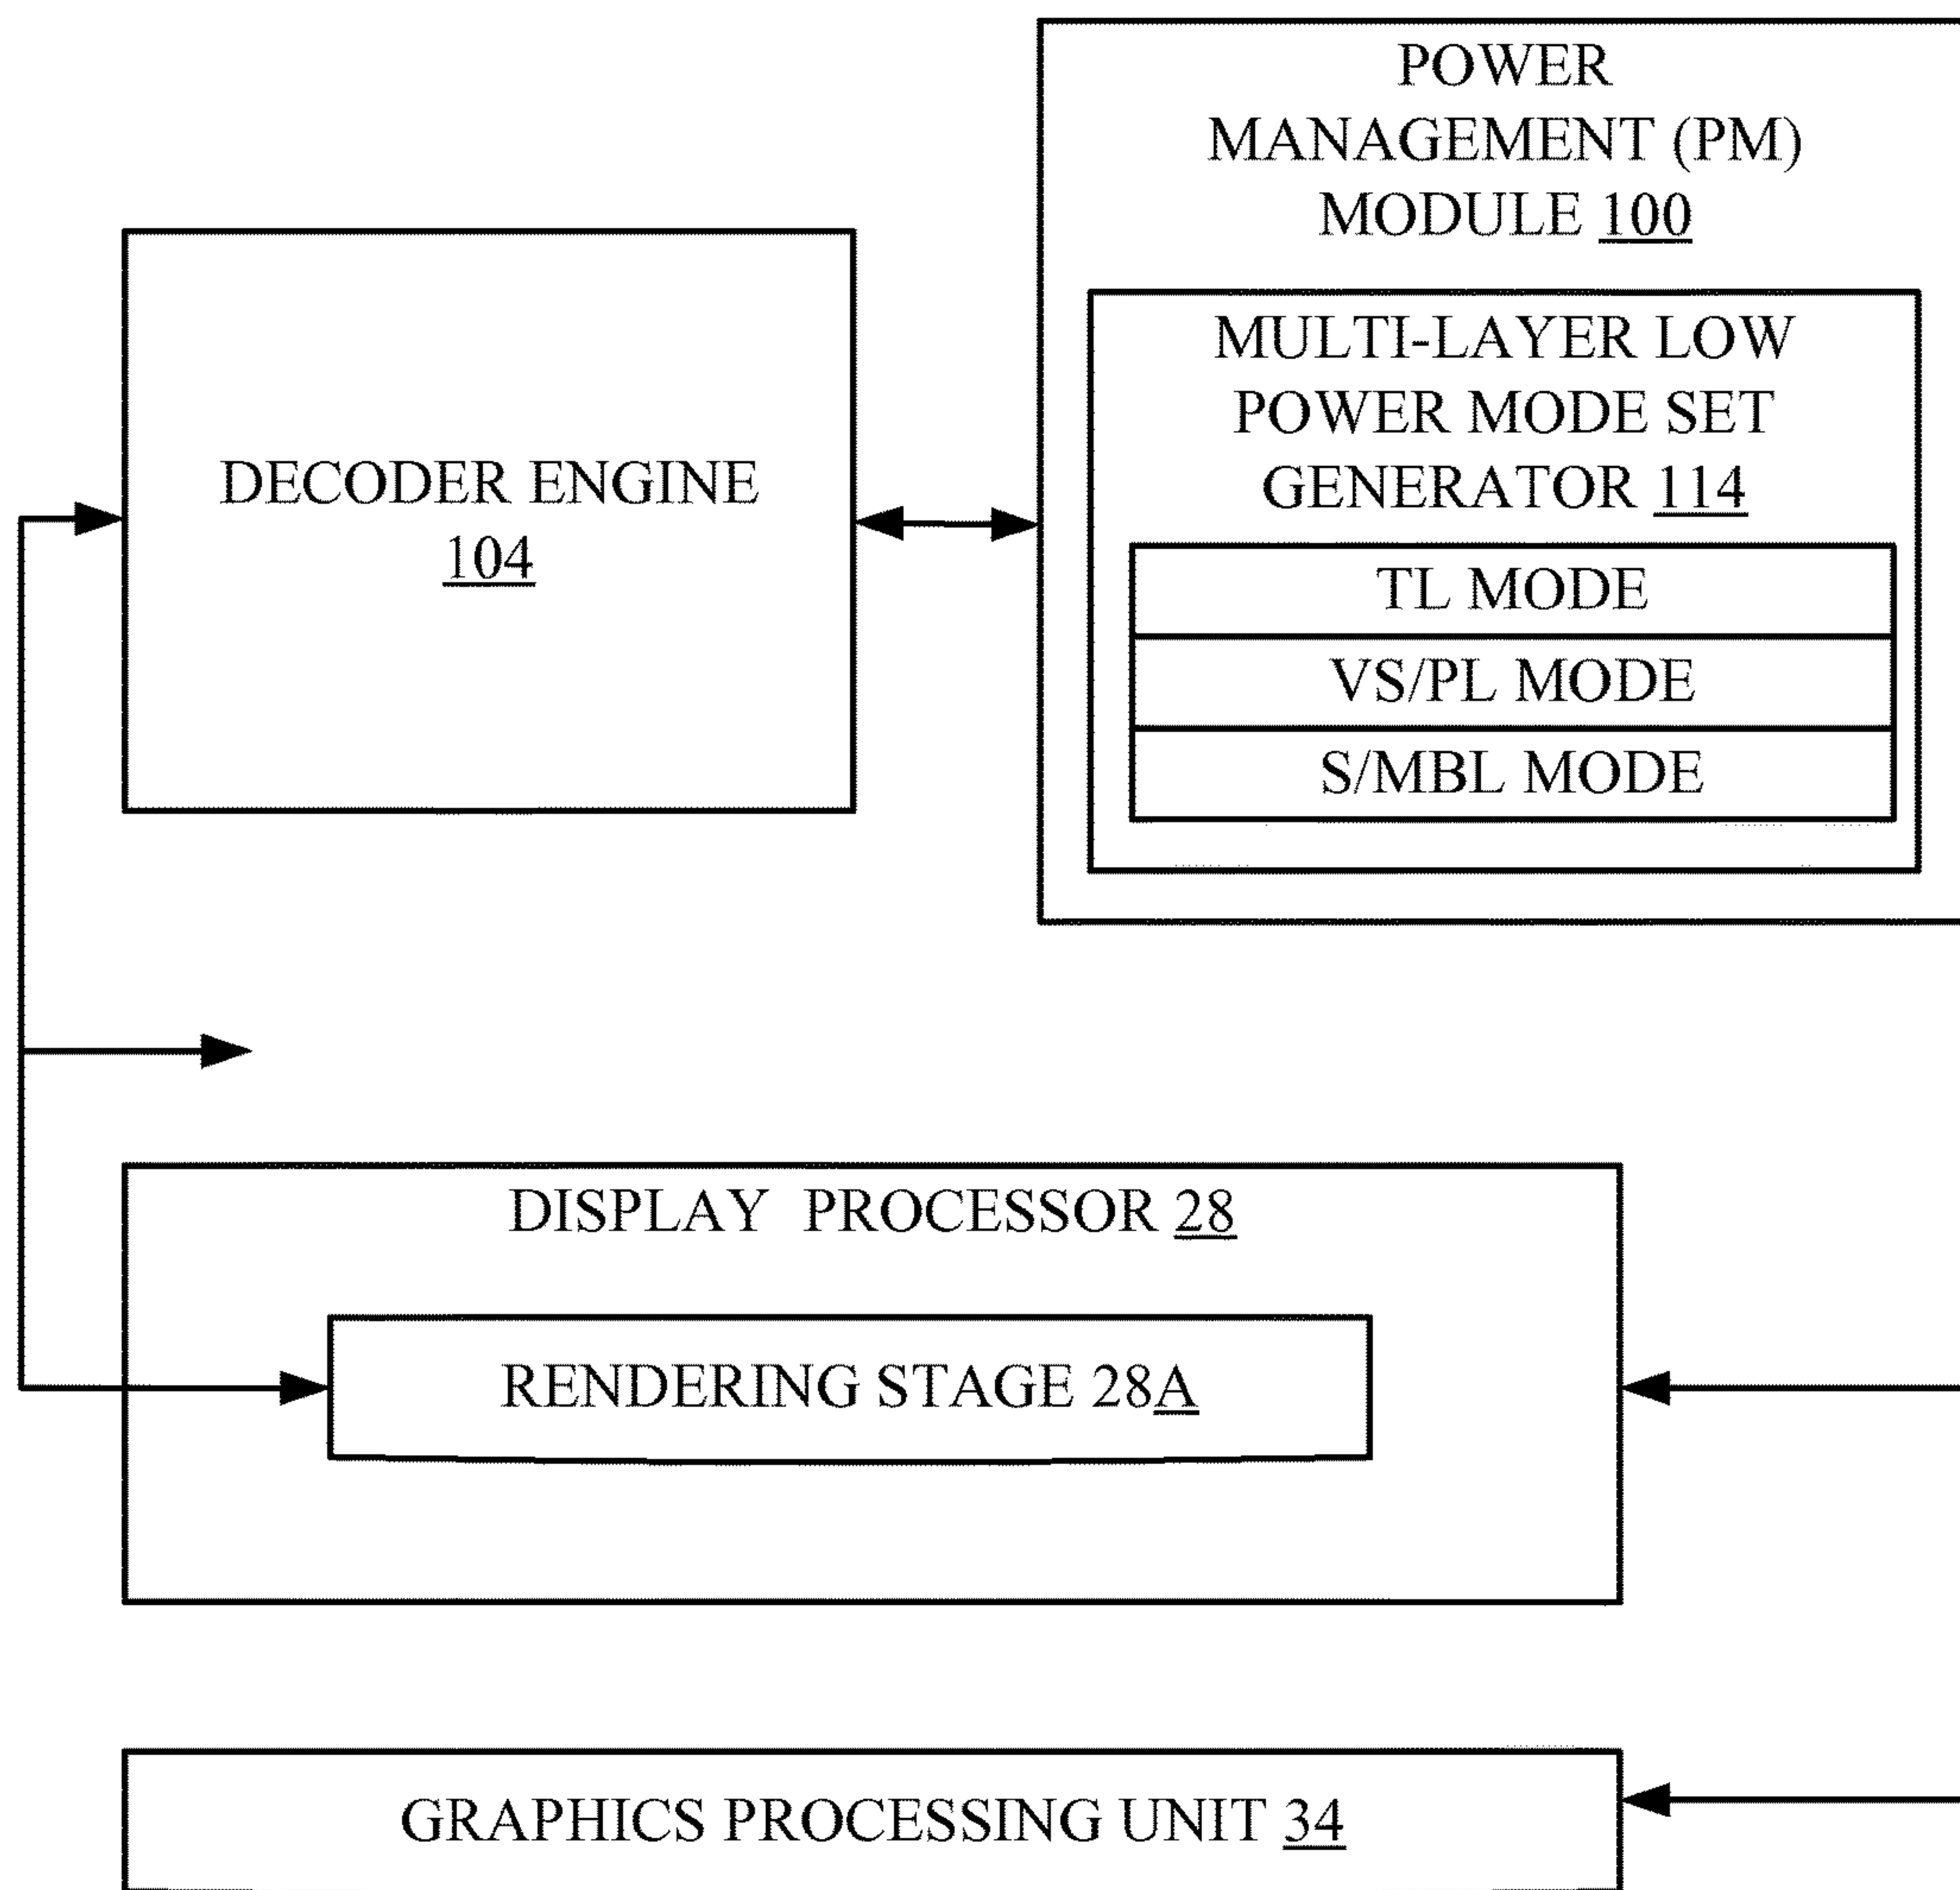 POWER
MANAGEMENT (PM)
MODULE 100
MULTI-LAYER LOW
POWER MODE SET
GENERATOR 114
TL MODE
VS/PL MODE
S/MBL MODE
DECODER ENGINE
104
DISPLAY PROCESSOR 28
RENDERING STAGE 28A
GRAPHICS PROCESSING UNIT 34